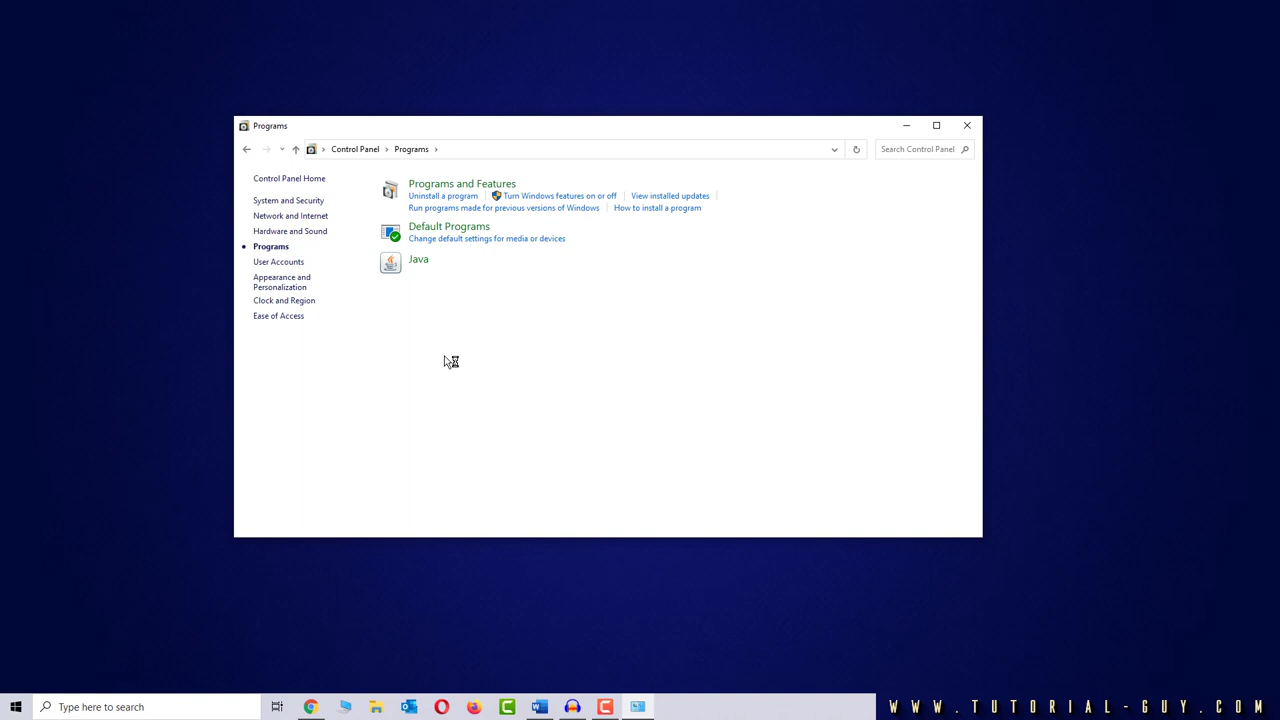 Programs
Control Panel > Programs >
Search Control Panel
Control Panel Home
System and Security
Network and Internet
Hardware and Sound
Programs
User Accounts
Appearance and
Personalization
Clock and Region
Ease of Access
Programs and Features
Uninstall a program
Turn Windows features on or off
View installed updates
Run programs made for previous versions of Windows
How to install a program
Default Programs
Change default settings for media or devices
Java
Type here to search
WWW.TUTORIAL-GUY.COM